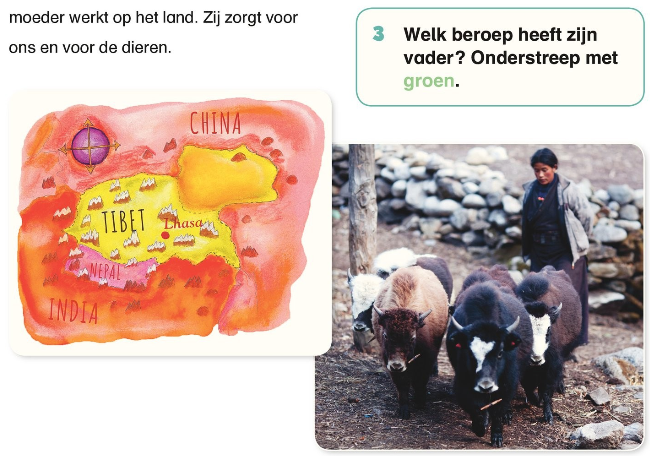 moeder werkt op het land. Zij zorgt voor
ons en voor de dieren.
3 Welk beroep heeft zijn
vader? Onderstreep met
groen.
CHINA
TIBET
Lhasa
NEPAL
INDIA